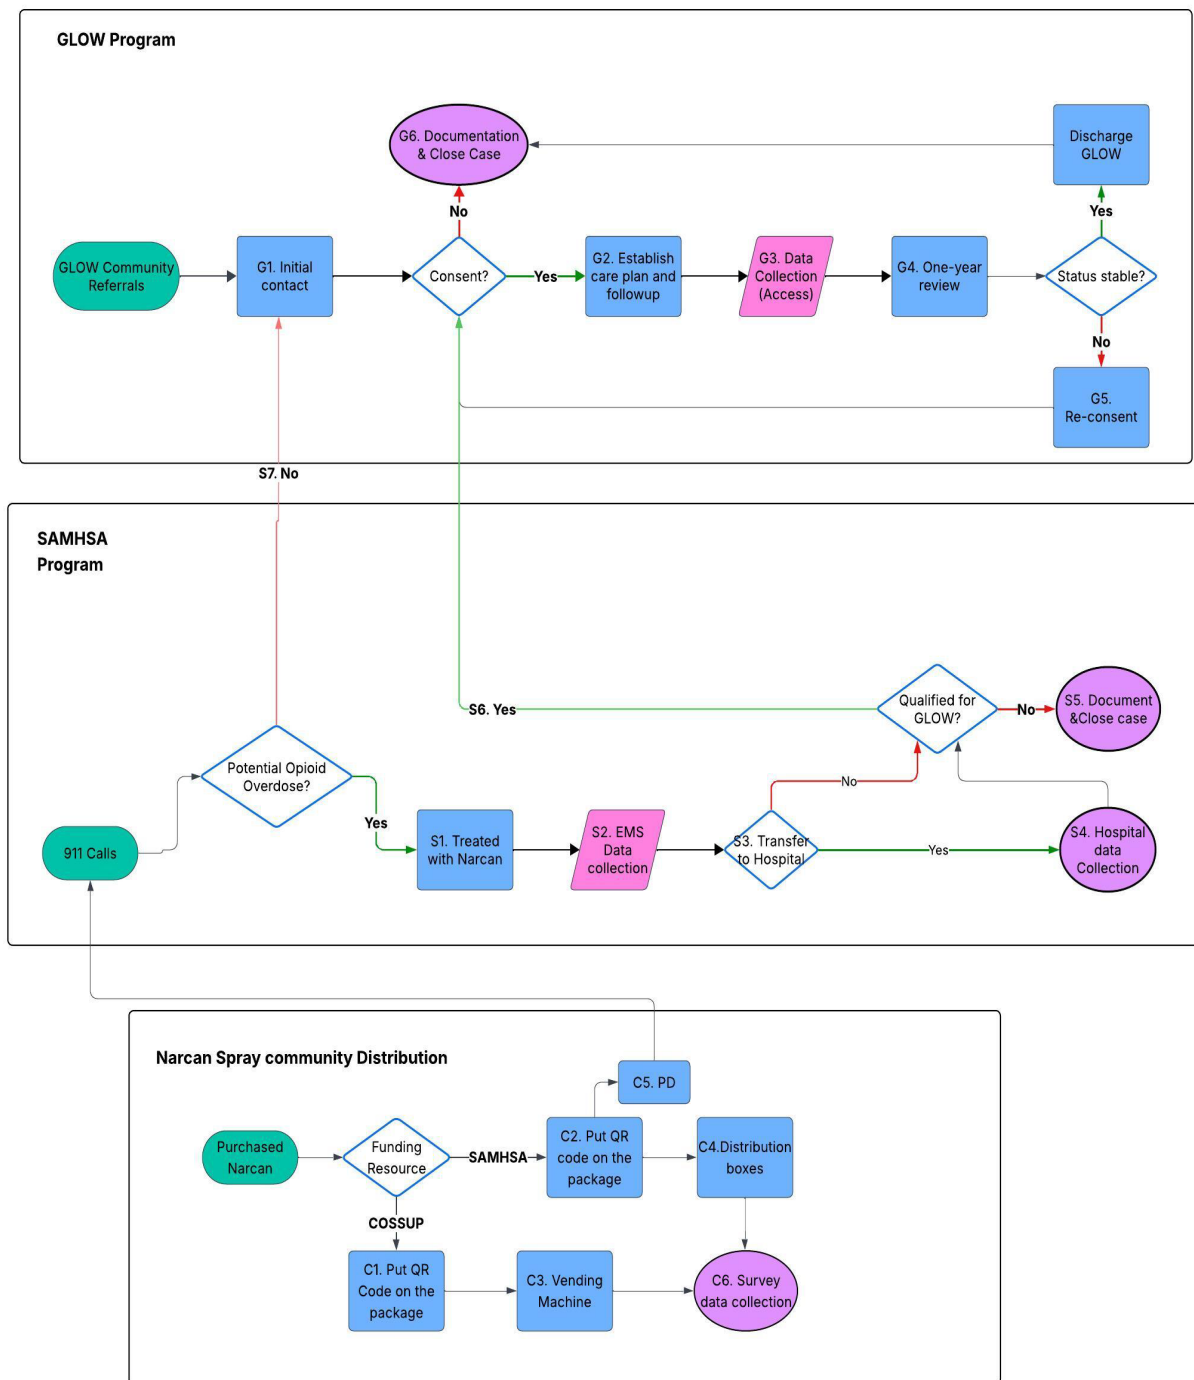 GLOW Program
G6. Documentation
& Close Case
Discharge
GLOW
No
Yes
GLOW Community
Referrals
G1. Initial
contact
Consent?
Yes
G2. Establish
care plan and
followup
G3. Data
Collection
(Access)
G4. One-year
review
Status stable?
No
G5.
Re-consent
S7. No
SAMHSA
Program
S6. Yes
Qualified for
GLOW?
No
S5. Document
&Close case
Potential Opioid
Overdose?
No
Yes
911 Calls
S1. Treated
with Narcan
S2. EMS
Data
collection
S3. Transfer
to Hospital
Yes
S4. Hospital
data
Collection
Narcan Spray community Distribution
C5. PD
Purchased
Narcan
Funding
Resource
SAMHSA
C2. Put QR
code on the
package
C4.Distribution
boxes
COSSUP
C1. Put QR
Code on the
package
C3. Vending
Machine
C6. Survey
data collection